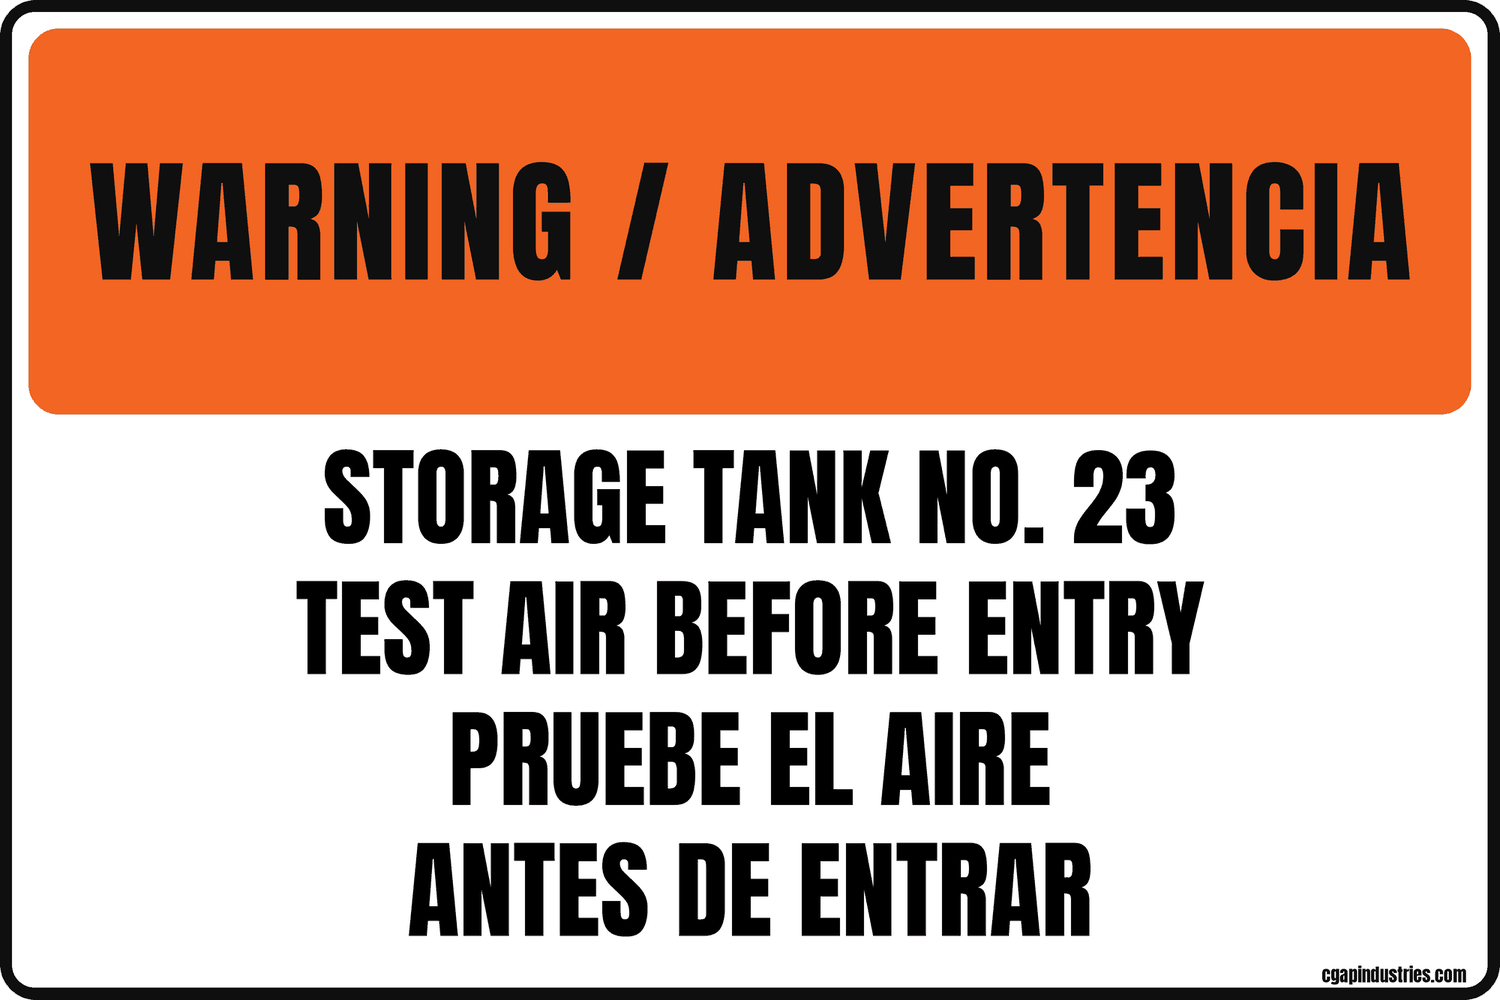 WARNING / ADVERTENCIA
STORAGE TANK NO. 23
TEST AIR BEFORE ENTRY
PRUEBE EL AIRE
ANTES DE ENTRAR
cgapindustries.com